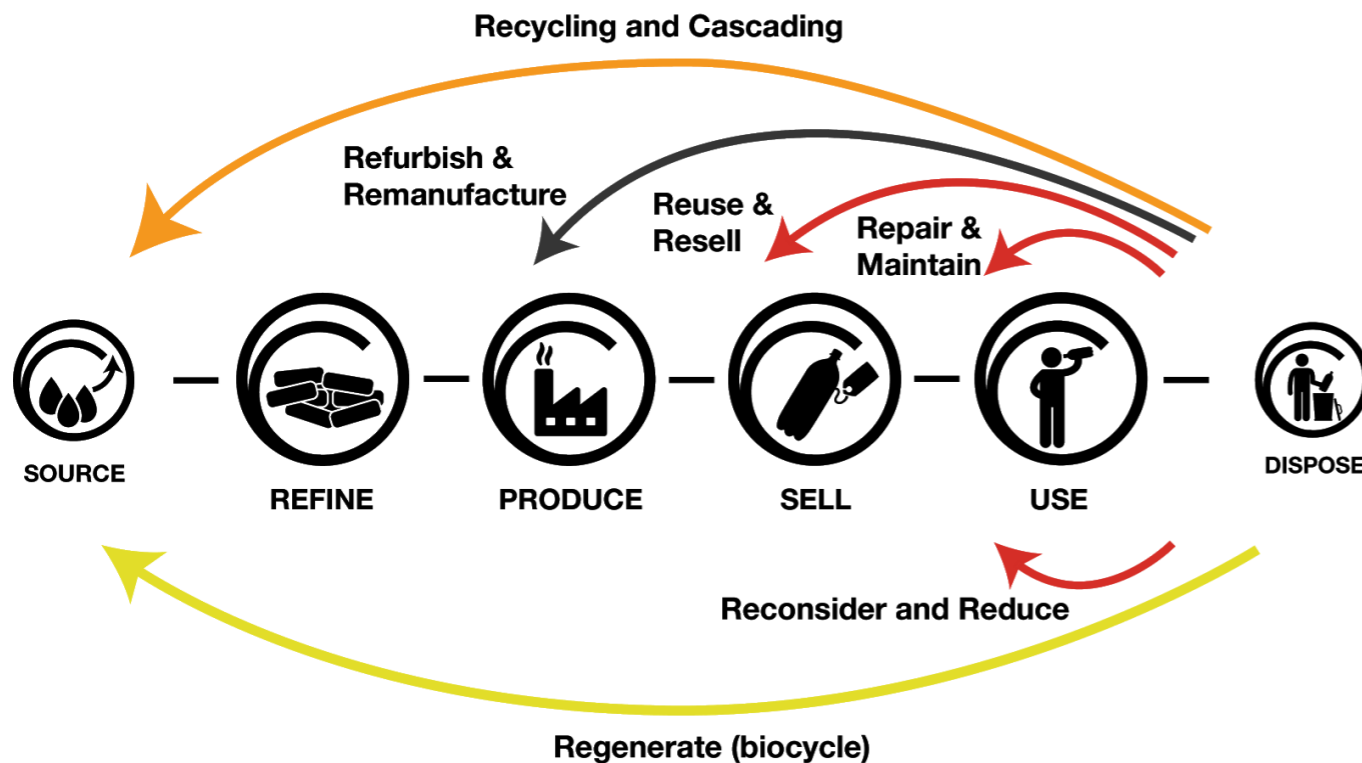 Recycling and Cascading
Refurbish &
Remanufacture
Reuse &
Resell
Repair &
Maintain
SOURCE
REFINE
PRODUCE
SELL
USE
DISPOSE
Reconsider and Reduce
Regenerate (biocycle)